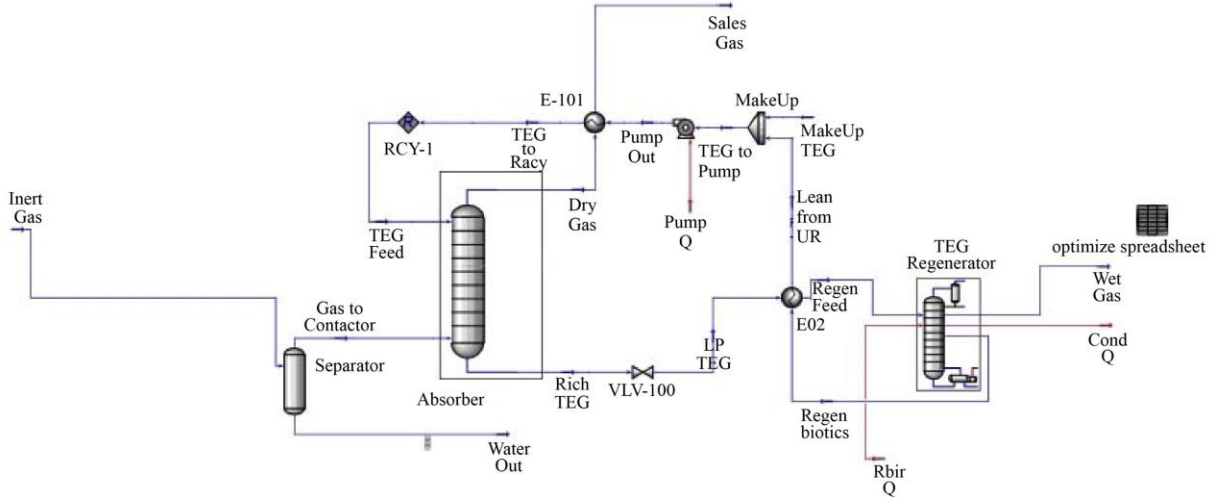 Sales
Gas
E-101
MakeUp
MakeUp
TEG
R
RCY-1
TEG
to
Racy
Pump
Out
TEG to
Pump
Inert
Gas
TEG
Feed
Dry
Gas
Pump
Q
Lean
from
UR
TEG
Regenerator
optimize spreadsheet
Wet
Gas
Regen
Feed
E02
Gas to
Contactor
Separator
Absorber
Rich
TEG
VLV-100
LP
TEG
Cond
Q
Regen
biotics
Water
Out
Rbir
Q